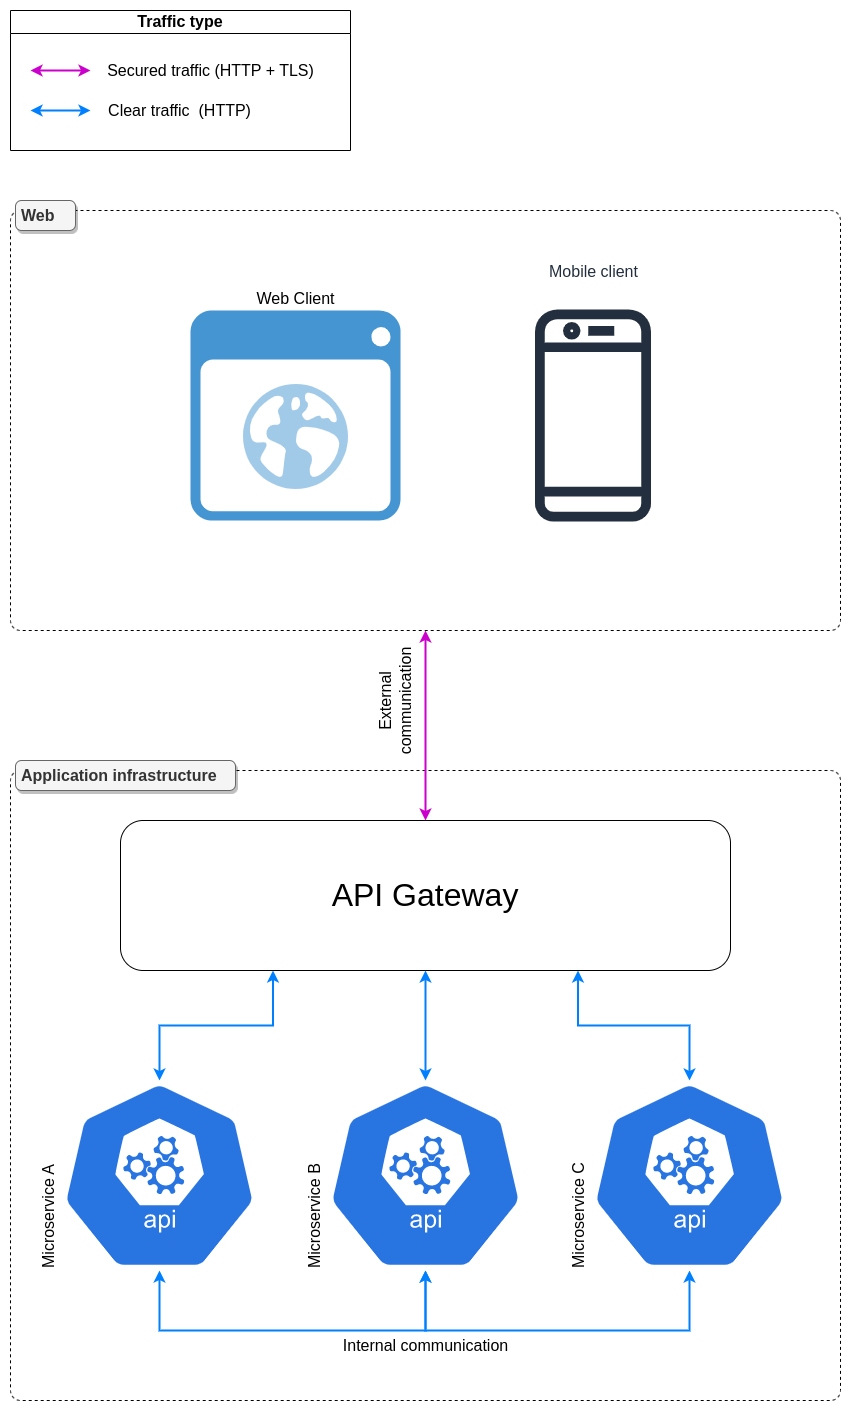 Traffic type
Secured traffic (HTTP + TLS)
Clear traffic  (HTTP)
Web
Mobile client
Web Client
External
communication
Application infrastructure
API Gateway
Microservice A
api
Microservice B
api
Microservice C
api
Internal communication